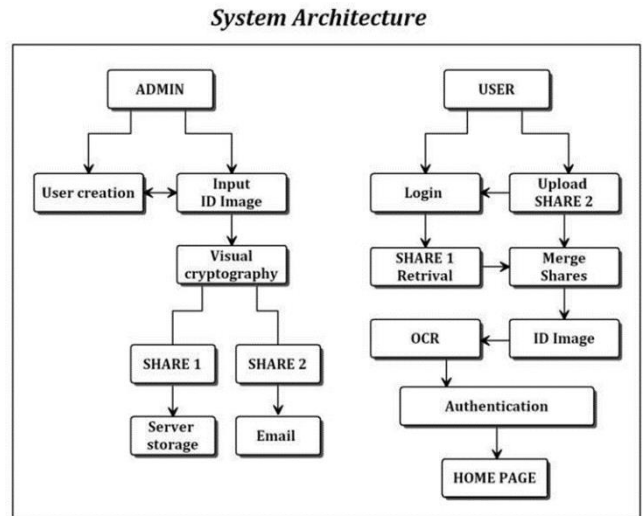 System Architecture
ADMIN
USER
User creation
Input
ID Image
Login
Upload
SHARE 2
Visual
cryptography
SHARE 1
Retrival
Merge
Shares
SHARE 1
SHARE 2
OCR
ID Image
Server
storage
Email
Authentication
HOME PAGE